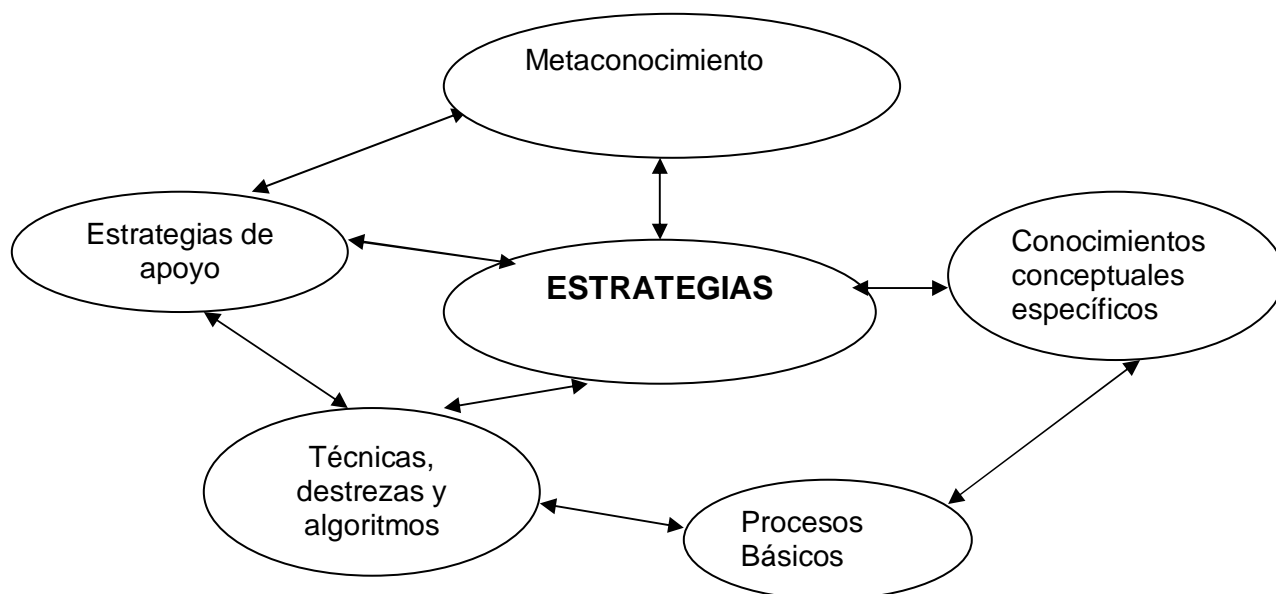 Metaconocimiento
Estrategias de
apoyo
ESTRATEGIAS
Conocimientos
conceptuales
específicos
Técnicas,
destrezas y
algoritmos
Procesos
Básicos